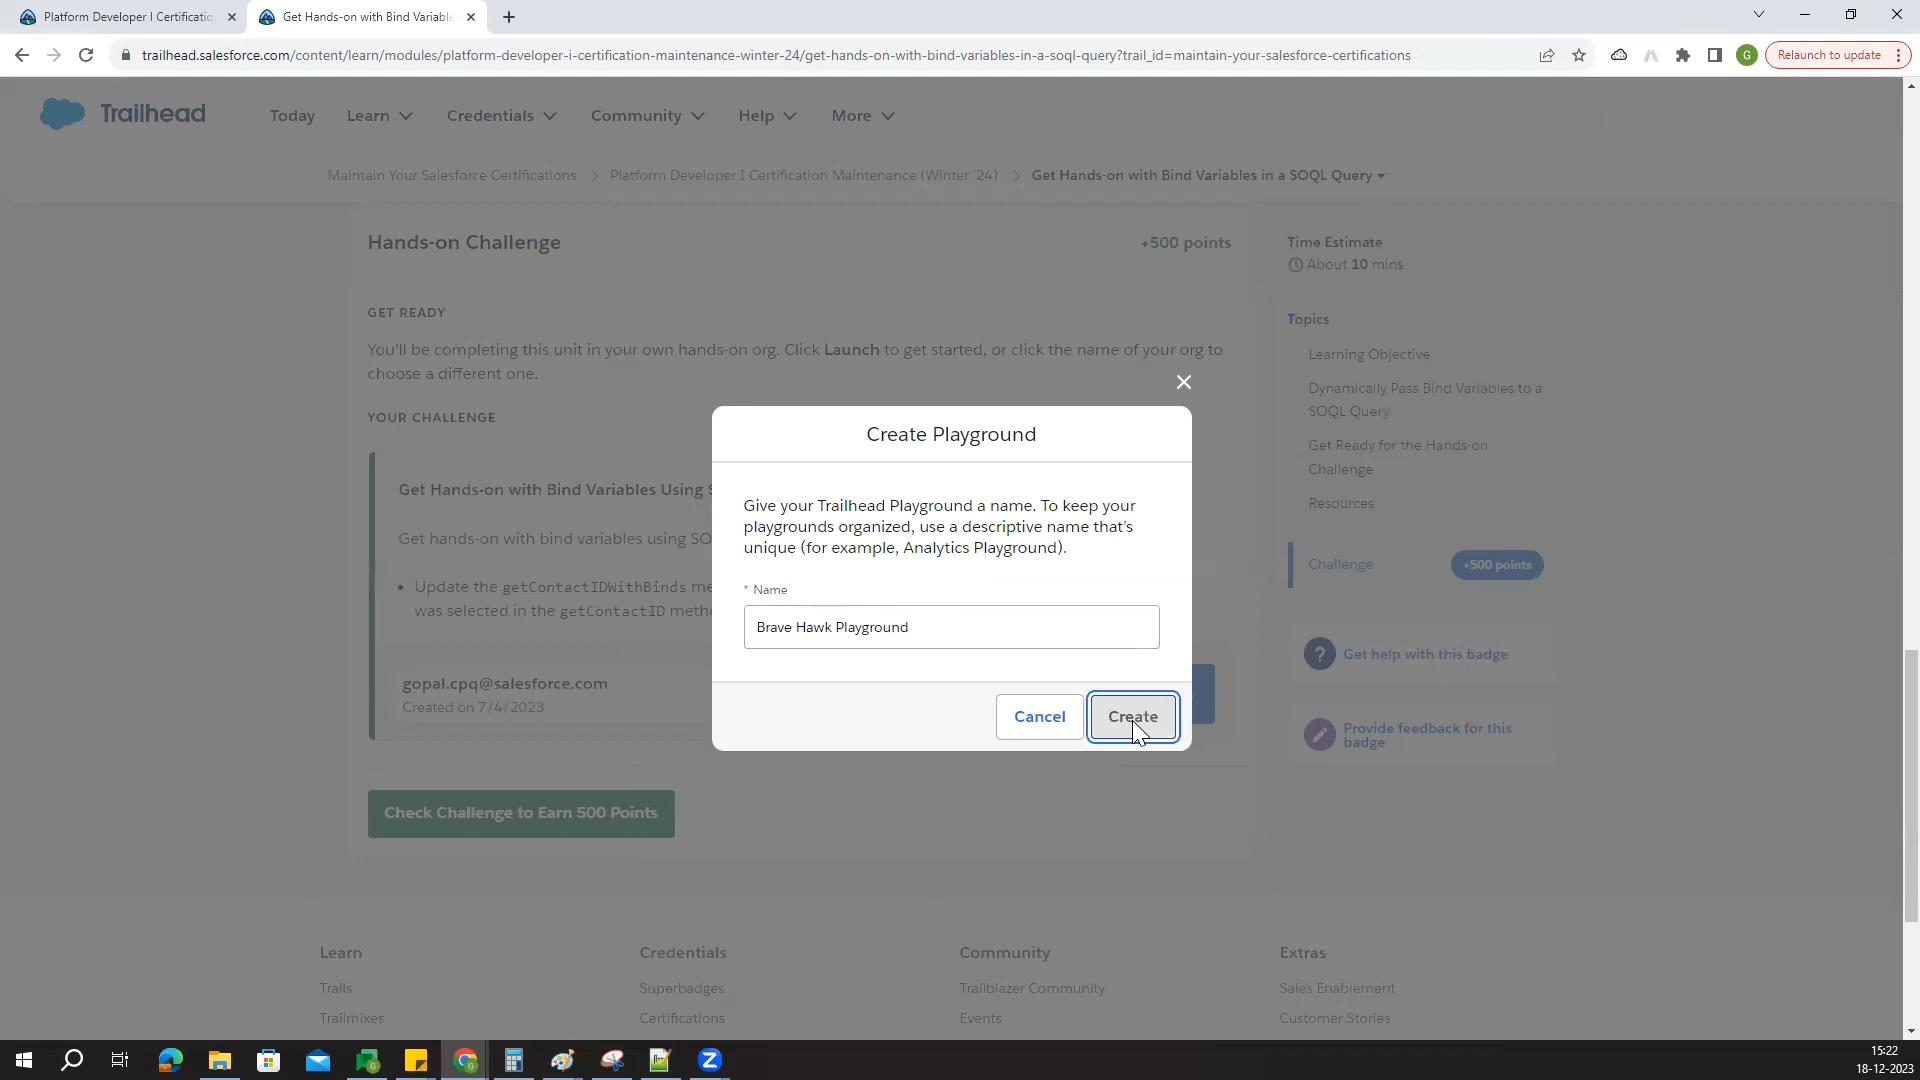 Platform Developer I Certificatio
Get Hands-on with Bind Variable
trailhead.salesforce.com/content/learn/modules/platform-developer-i-certification-maintenance-winter-24/get-hands-on-with-bind-variables-in-a-soql-query?trail_id=maintain-your-salesforce-certifications
G
Relaunch to update
Trailhead
Today
Learn
Credentials
Community
Help
More
Maintain Your Salesforce Certifications
Platform Developer I Certification Maintenance (Winter '24)
Get Hands-on with Bind Variables in a SOQL Query
Hands-on Challenge
+500 points
GET READY
You'll be completing this unit in your own hands-on org. Click Launch to get started, or click the name of your org to
choose a different one.
YOUR CHALLENGE
Get Hands-on with Bind Variables Using S
Get hands-on with bind variables using SO
• Update the getContactIDWithBinds me
was selected in the getContactID metho
gopal.cpq@salesforce.com
Created on 7/4/2023
Check Challenge to Earn 500 Points
Create Playground
Give your Trailhead Playground a name. To keep your
playgrounds organized, use a descriptive name that's
unique (for example, Analytics Playground).
* Name
Brave Hawk Playground
Cancel
Create
Time Estimate
About 10 mins
Topics
Learning Objective
Dynamically Pass Bind Variables to a
SOQL Query
Get Ready for the Hands-on
Challenge
Resources
Challenge
+500 points
? Get help with this badge
Provide feedback for this
badge
Learn
Credentials
Community
Extras
Trails
Superbadges
Trailblazer Community
Sales Enablement
Trailmixes
Certifications
Events
Customer Stories
15:22
18-12-2023